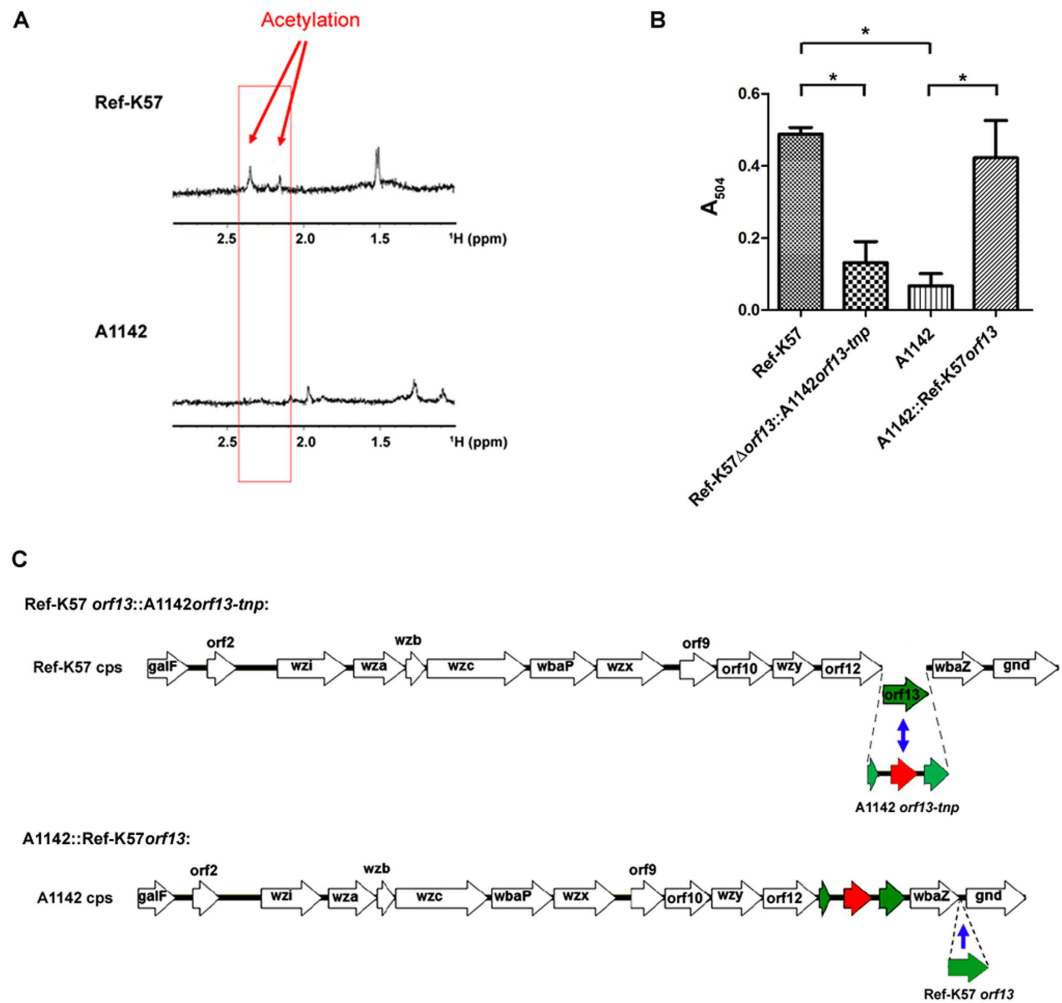 A
Acetylation
Ref-K57
2.5 2.0 1.5 ¹H (ppm)
A1142
2.5 2.0 1.5 ¹H (ppm)
B
* 
* *
0.6
0.4
0.2
0.0
A504
Ref-K57
Ref-K57Δorf13::A1142orf13-tnp
A1142
A1142::Ref-K57orf13
C
Ref-K57 orf13::A1142orf13-tnp:
Ref-K57 cps
galF orf2 wzi wza wzb wzc wbaP wzx orf9 orf10 wzy orf12 wbaZ gnd
orf13
A1142 orf13-tnp
A1142::Ref-K57orf13:
A1142 cps
galF orf2 wzi wza wzb wzc wbaP wzx orf9 orf10 wzy orf12 wbaZ gnd
Ref-K57 orf13